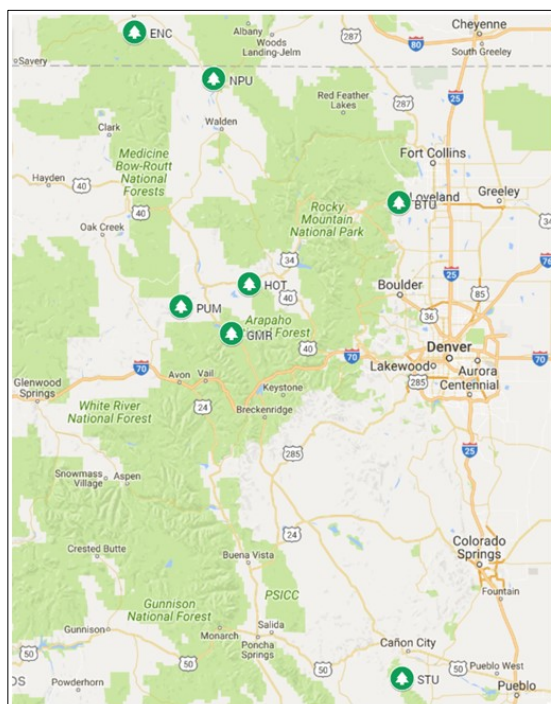 Cheyenne
ENC
Albany
Woods
Landing-Jelm
287
80
South Greeley
Savery
NPU
25
Red Feather
Lakes
287
Walden
Clark
Fort Collins
Medicine
Bow-Routt
National
Forests
Hayden
40
Rocky
Mountain
National Park
Loveland
BTU
Greeley
34
40
Oak Creek
34
25
76
HOT
Boulder
85
40
PUM
Arapaho
National Forest
GMR
36
40
70
Denver
70
70
Lakewood
Aurora
Avon
Vail
Keystone
285
Centennial
Glenwood
Springs
24
White River
National Forest
Breckenridge
285
25
Snowmass
Village
Aspen
24
Colorado
Springs
Crested Butte
Buena Vista
Fountain
PSICC
Gunnison
National Forest
Salida
Gunnison
Monarch
Poncha
Springs
Cañon City
50
50
50
50
Pueblo West
OS
Powderhorn
STU
Pueblo